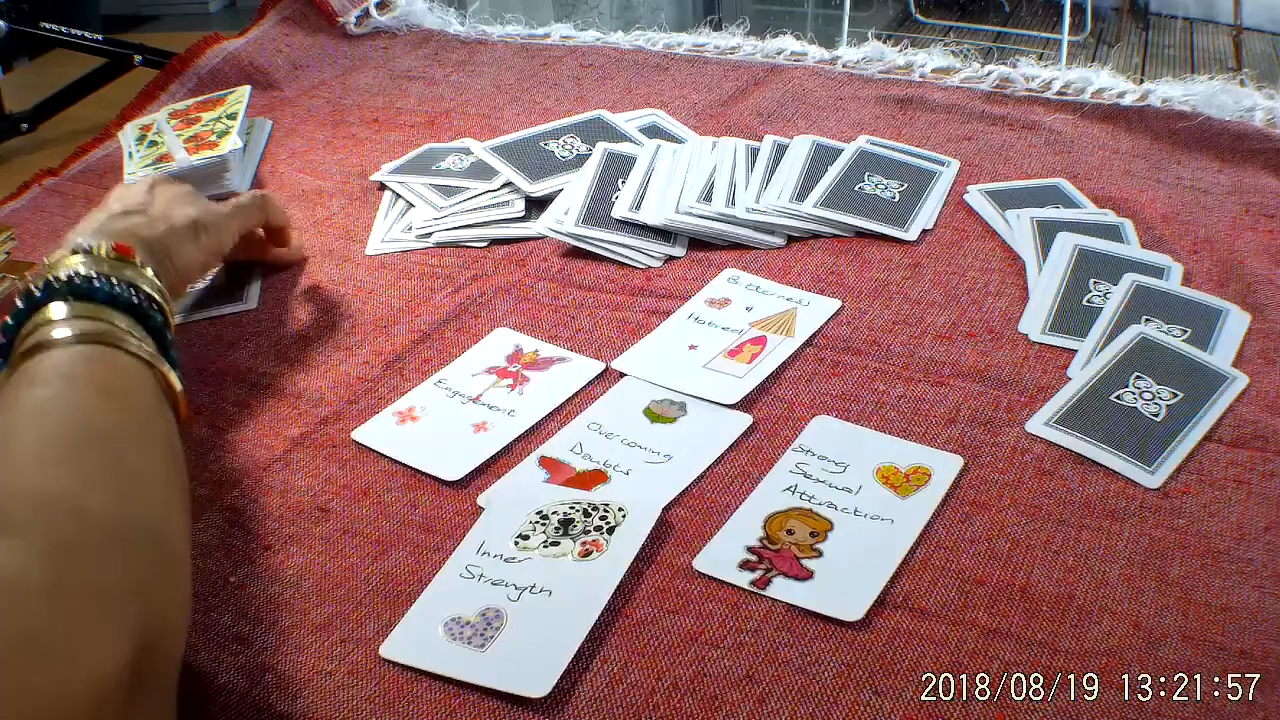 Bitterness
&
Hatred
Engagement
Overcoming
Doubts
Strong
Sexual
Attraction
Inner
Strength
2018/08/19 13:21:57